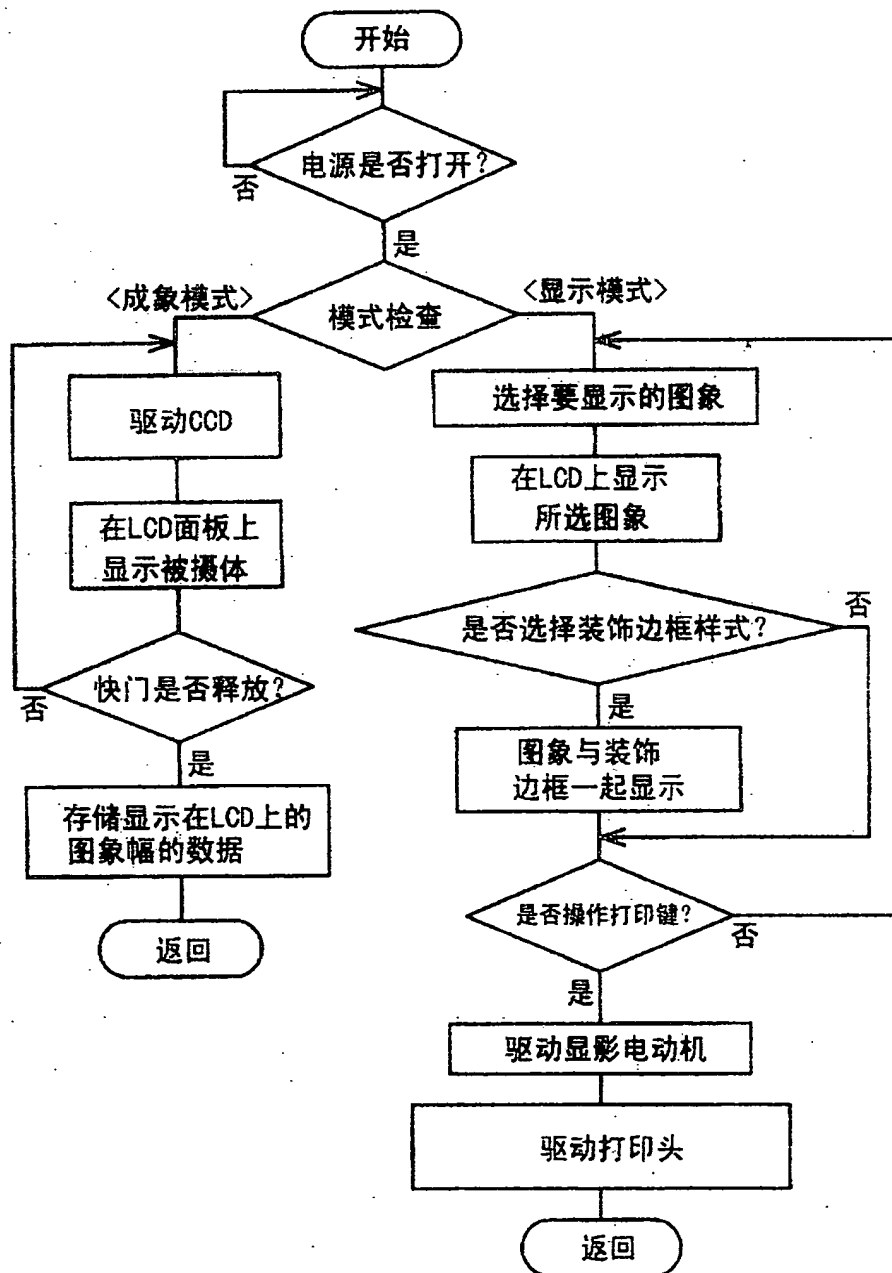 开始
电源是否打开?
否
是
<成象模式>
模式检查
<显示模式>
驱动CCD
在LCD面板上
显示被摄体
快门是否释放?
否
是
存储显示在LCD上的
图象幅的数据
返回
选择要显示的图象
在LCD上显示
所选图象
是否选择装饰边框样式?
否
是
图象与装饰
边框一起显示
是否操作打印键?
否
是
驱动显影电动机
驱动打印头
返回